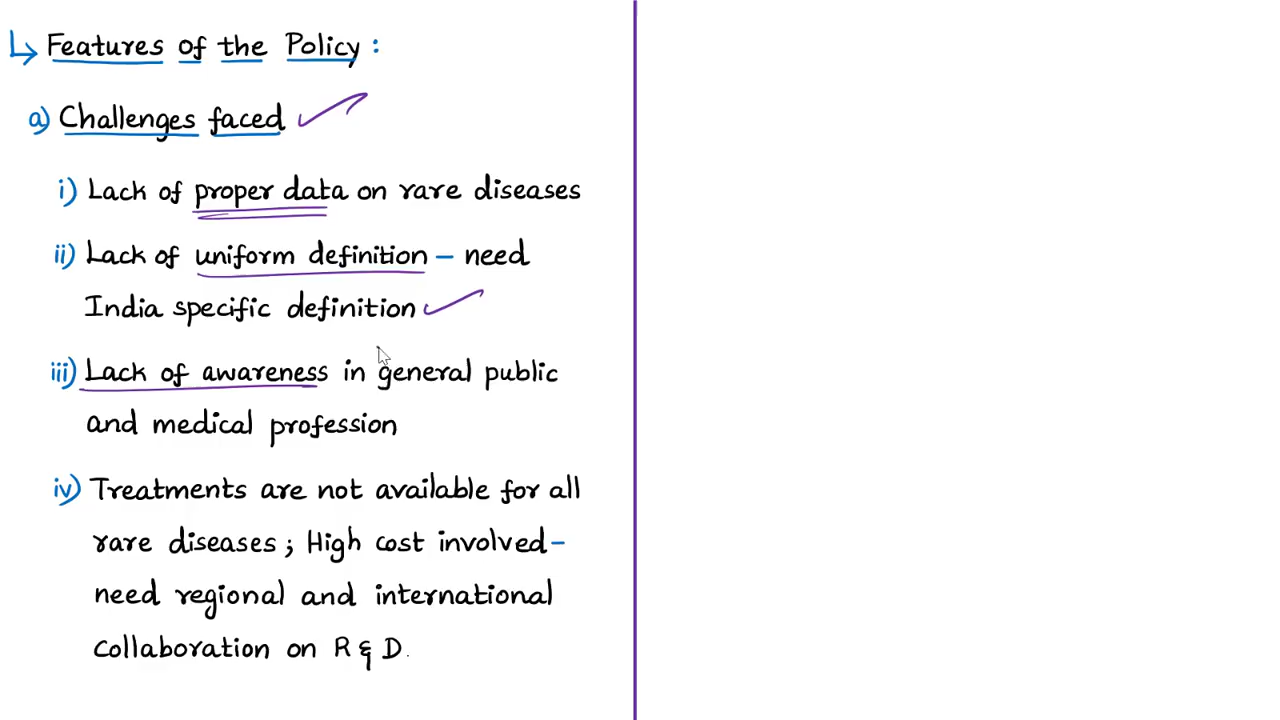 ↳ Features of the Policy :
a) Challenges faced
i) Lack of proper data on rare diseases
ii) Lack of uniform definition – need
India specific definition
iii) Lack of awareness in general public
and medical profession
iv) Treatments are not available for all
rare diseases ; High cost involved –
need regional and international
collaboration on R & D.